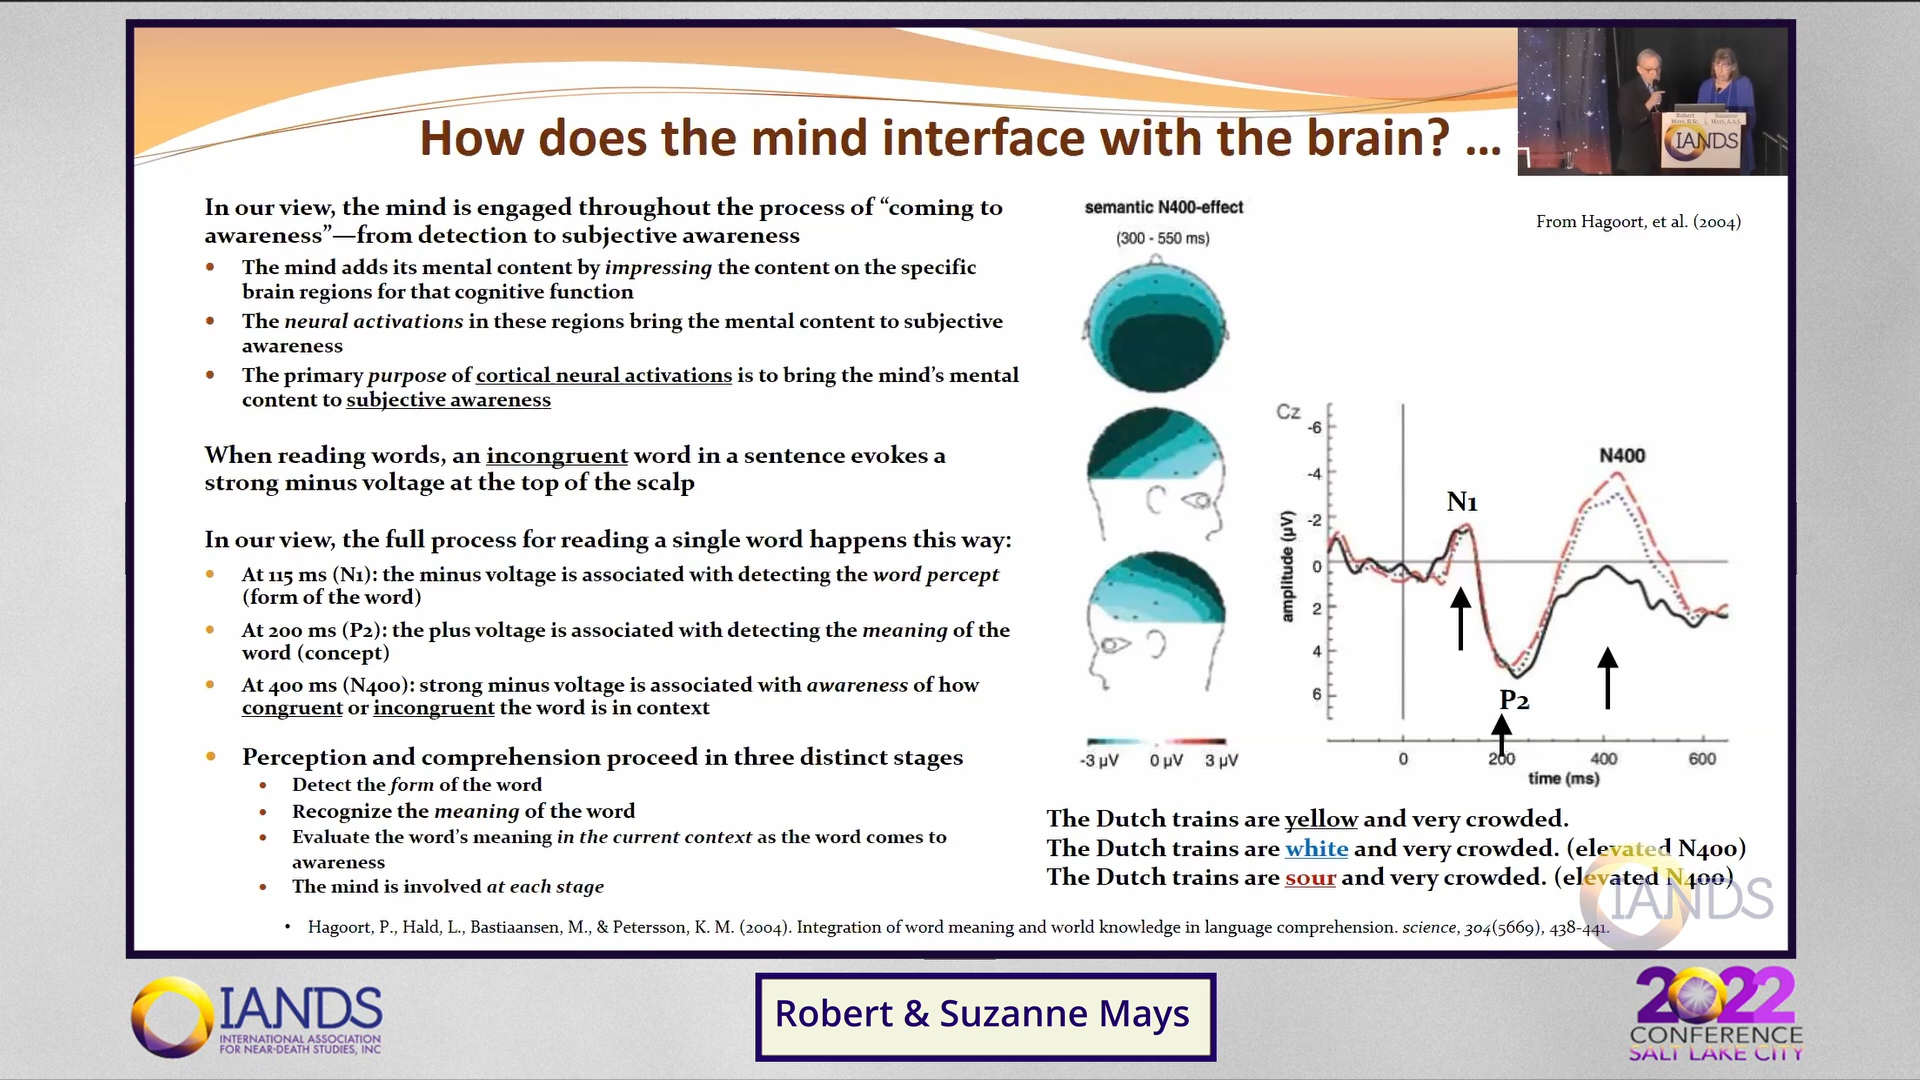 How does the mind interface with the brain? ...
Robert
Mays, B.Sc.
Suzanne
Mays, A.A.S.
IANDS
In our view, the mind is engaged throughout the process of “coming to
awareness”—from detection to subjective awareness
• The mind adds its mental content by impressing the content on the specific
brain regions for that cognitive function
• The neural activations in these regions bring the mental content to subjective
awareness
• The primary purpose of cortical neural activations is to bring the mind’s mental
content to subjective awareness
When reading words, an incongruent word in a sentence evokes a
strong minus voltage at the top of the scalp
In our view, the full process for reading a single word happens this way:
• At 115 ms (N1): the minus voltage is associated with detecting the word percept
(form of the word)
• At 200 ms (P2): the plus voltage is associated with detecting the meaning of the
word (concept)
• At 400 ms (N400): strong minus voltage is associated with awareness of how
congruent or incongruent the word is in context
• Perception and comprehension proceed in three distinct stages
• Detect the form of the word
• Recognize the meaning of the word
• Evaluate the word’s meaning in the current context as the word comes to
awareness
• The mind is involved at each stage
semantic N400-effect
(300 - 550 ms)
-3 µV 0 µV 3 µV
From Hagoort, et al. (2004)
Cz
-6
-4
-2
0
2
4
6
amplitude (µV)
N1
N400
P2
0 200 400 600
time (ms)
The Dutch trains are yellow and very crowded.
The Dutch trains are white and very crowded. (elevated N400)
The Dutch trains are sour and very crowded. (elevated N400)
IANDS
• Hagoort, P., Hald, L., Bastiaansen, M., & Petersson, K. M. (2004). Integration of word meaning and world knowledge in language comprehension. science, 304(5669), 438-441.
IANDS
INTERNATIONAL ASSOCIATION
FOR NEAR-DEATH STUDIES, INC
Robert & Suzanne Mays
2022
CONFERENCE
SALT LAKE CITY